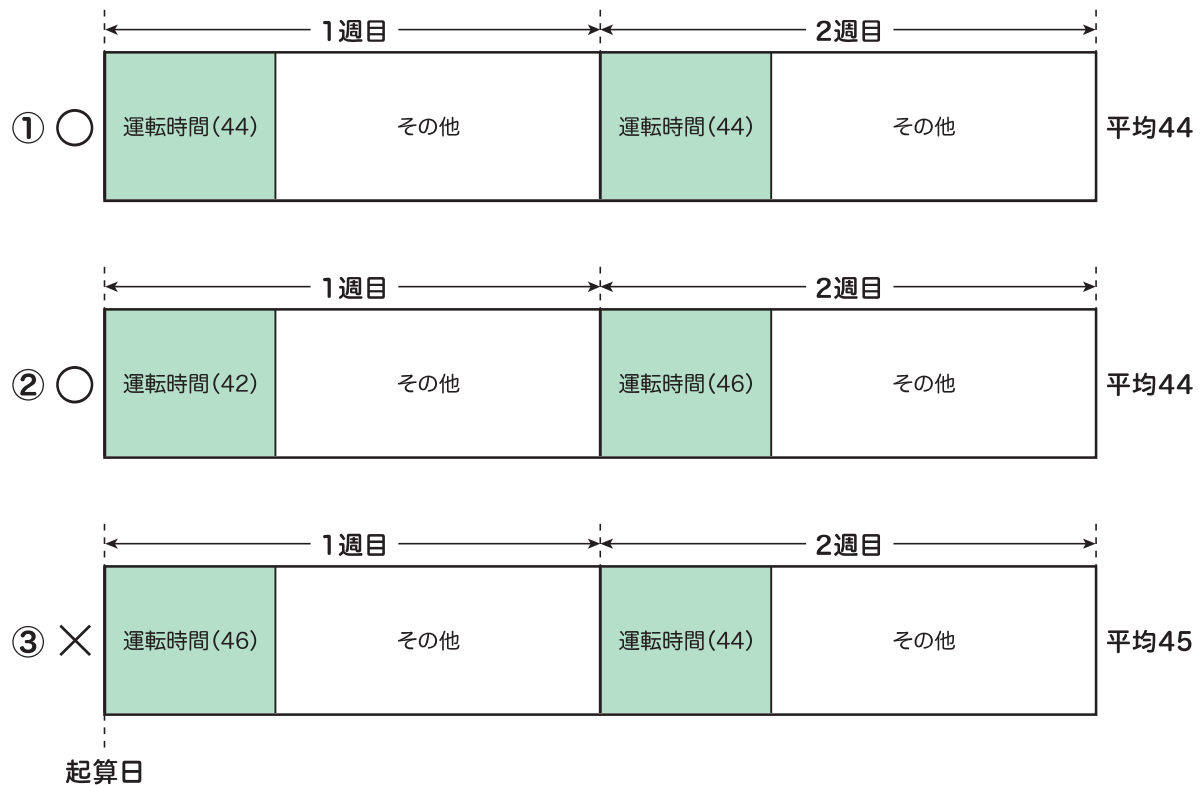 1週目 2週目
① ○ 運転時間(44) その他 運転時間(44) その他 平均44
1週目 2週目
② ○ 運転時間(42) その他 運転時間(46) その他 平均44
1週目 2週目
③ × 運転時間(46) その他 運転時間(44) その他 平均45
起算日